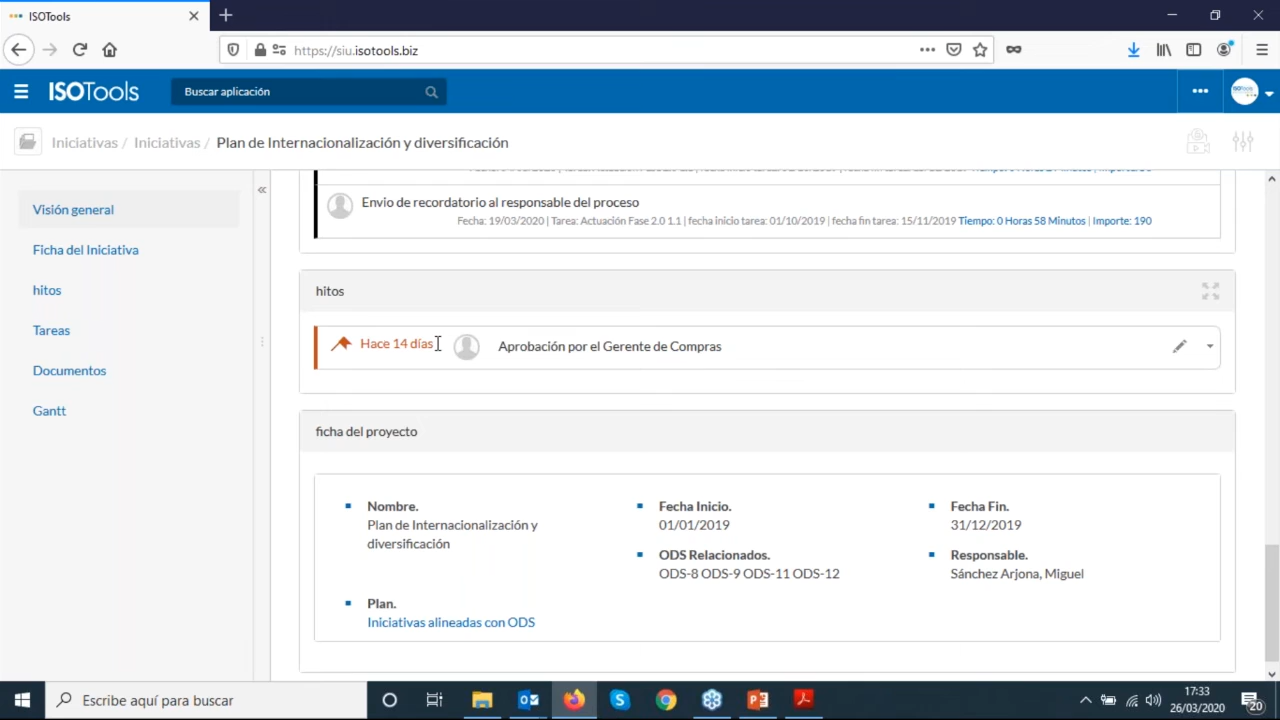 ISOTools
https://siu.isotools.biz
ISOTools
Buscar aplicación
Iniciativas / Iniciativas / Plan de Internacionalización y diversificación
Visión general
Ficha del Iniciativa
hitos
Tareas
Documentos
Gantt
Envio de recordatorio al responsable del proceso
Fecha: 19/03/2020 | Tarea: Actuación Fase 2.0 1.1 | fecha inicio tarea: 01/10/2019 | fecha fin tarea: 15/11/2019 Tiempo: 0 Horas 58 Minutos | Importe: 190
hitos
Hace 14 días
Aprobación por el Gerente de Compras
ficha del proyecto
Nombre.
Plan de Internacionalización y
diversificación
Fecha Inicio.
01/01/2019
Fecha Fin.
31/12/2019
ODS Relacionados.
ODS-8 ODS-9 ODS-11 ODS-12
Responsable.
Sánchez Arjona, Miguel
Plan.
Iniciativas alineadas con ODS
Escribe aquí para buscar
17:33
26/03/2020
20